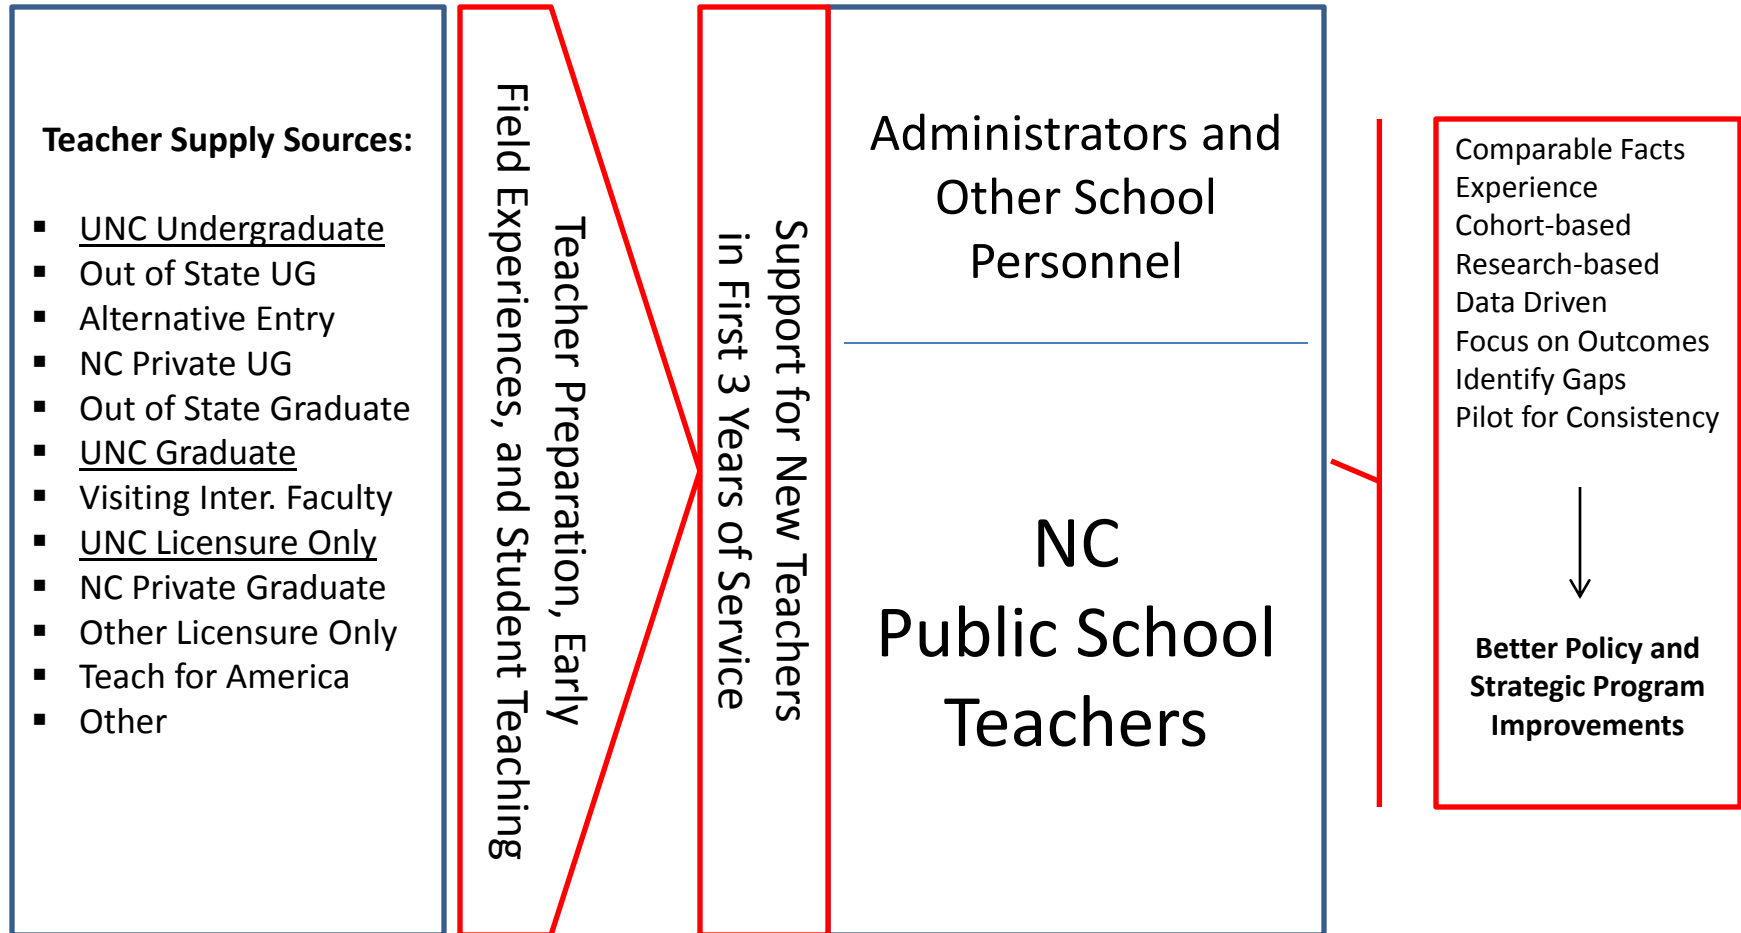 Teacher Supply Sources:
▪ UNC Undergraduate
▪ Out of State UG
▪ Alternative Entry
▪ NC Private UG
▪ Out of State Graduate
▪ UNC Graduate
▪ Visiting Inter. Faculty
▪ UNC Licensure Only
▪ NC Private Graduate
▪ Other Licensure Only
▪ Teach for America
▪ Other
Teacher Preparation, Early
Field Experiences, and Student Teaching
Support for New Teachers
in First 3 Years of Service
Administrators and
Other School
Personnel
NC
Public School
Teachers
Comparable Facts
Experience
Cohort-based
Research-based
Data Driven
Focus on Outcomes
Identify Gaps
Pilot for Consistency
Better Policy and
Strategic Program
Improvements